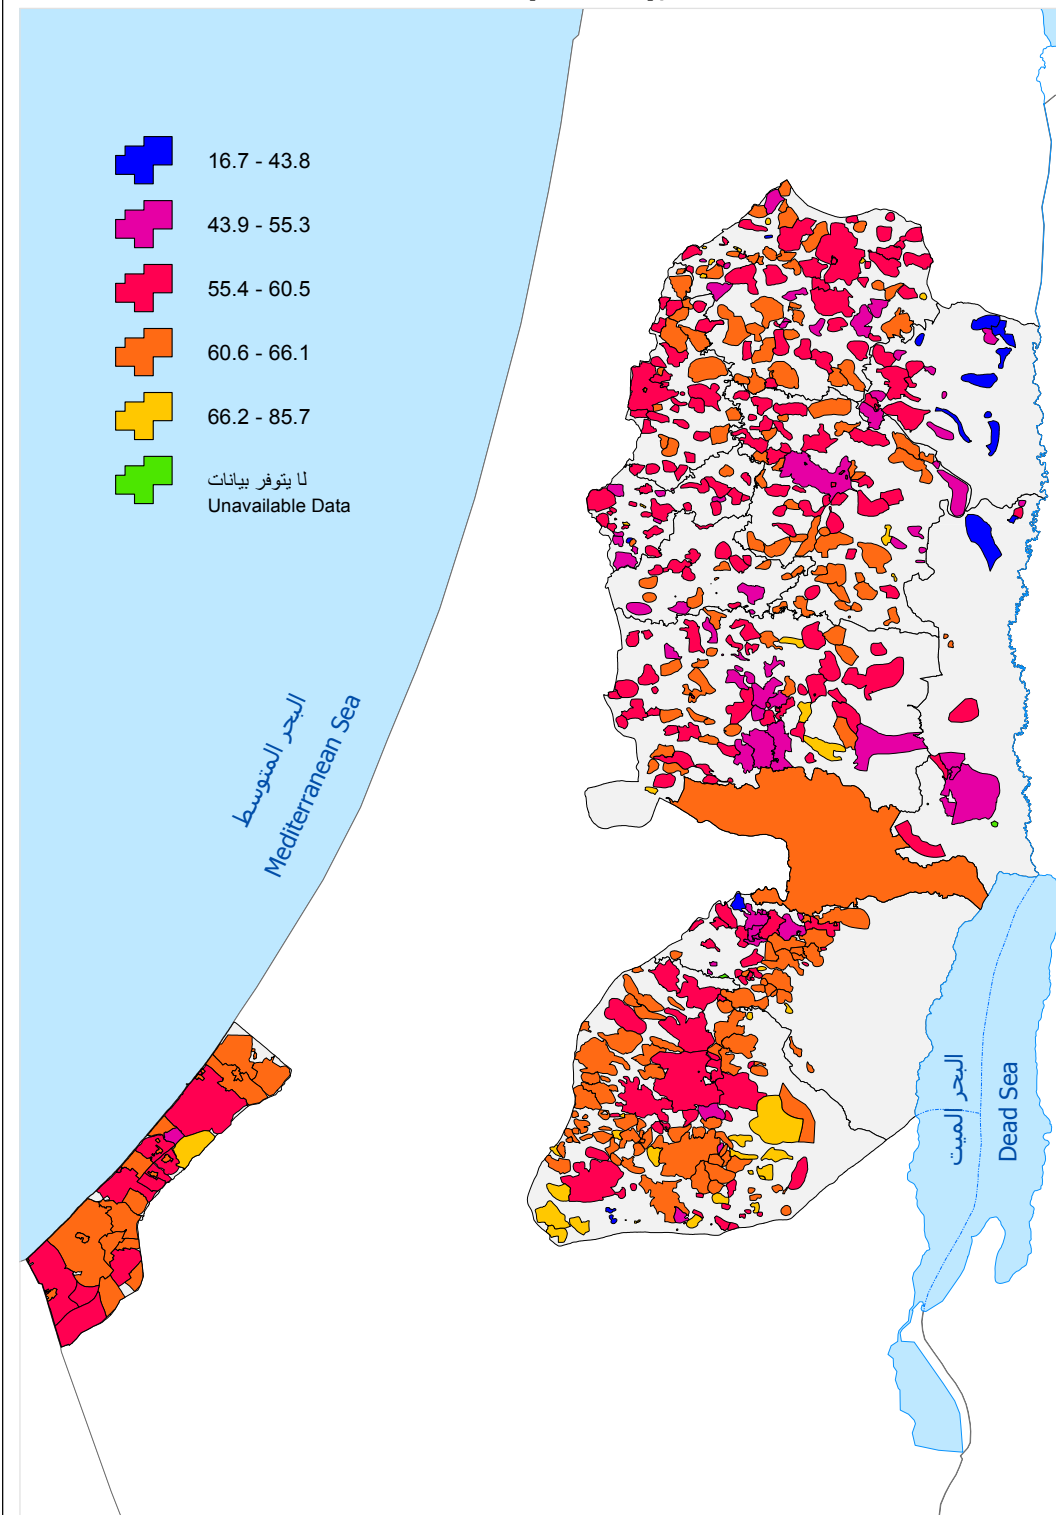 16.7 - 43.8
43.9 - 55.3
55.4 - 60.5
60.6 - 66.1
66.2 - 85.7
لا يتوفر بيانات
Unavailable Data
البحر المتوسط
Mediterranean Sea
البحر الميت
Dead Sea